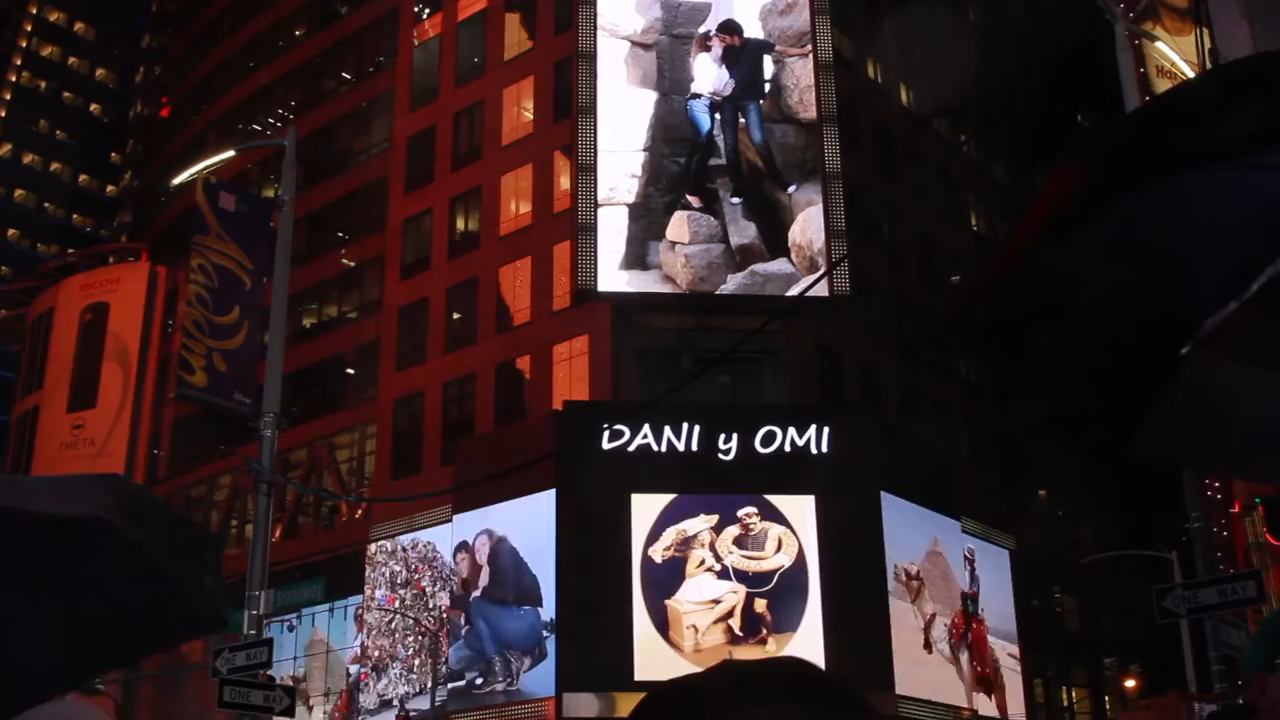 Aladdin
RICOH
THETA
DANI y OMI
ONE WAY
ONE WAY
ONE WAY